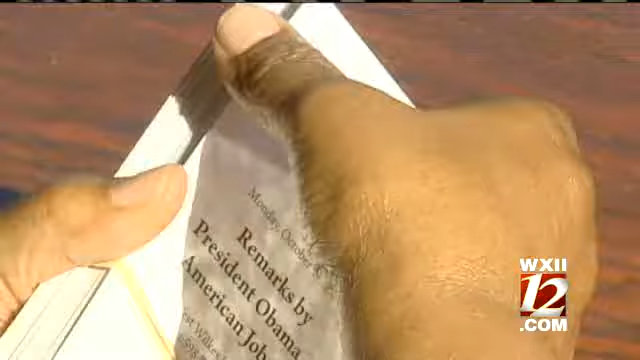 Monday, October
Remarks by
President Obama
American Job
WXII
12
.COM